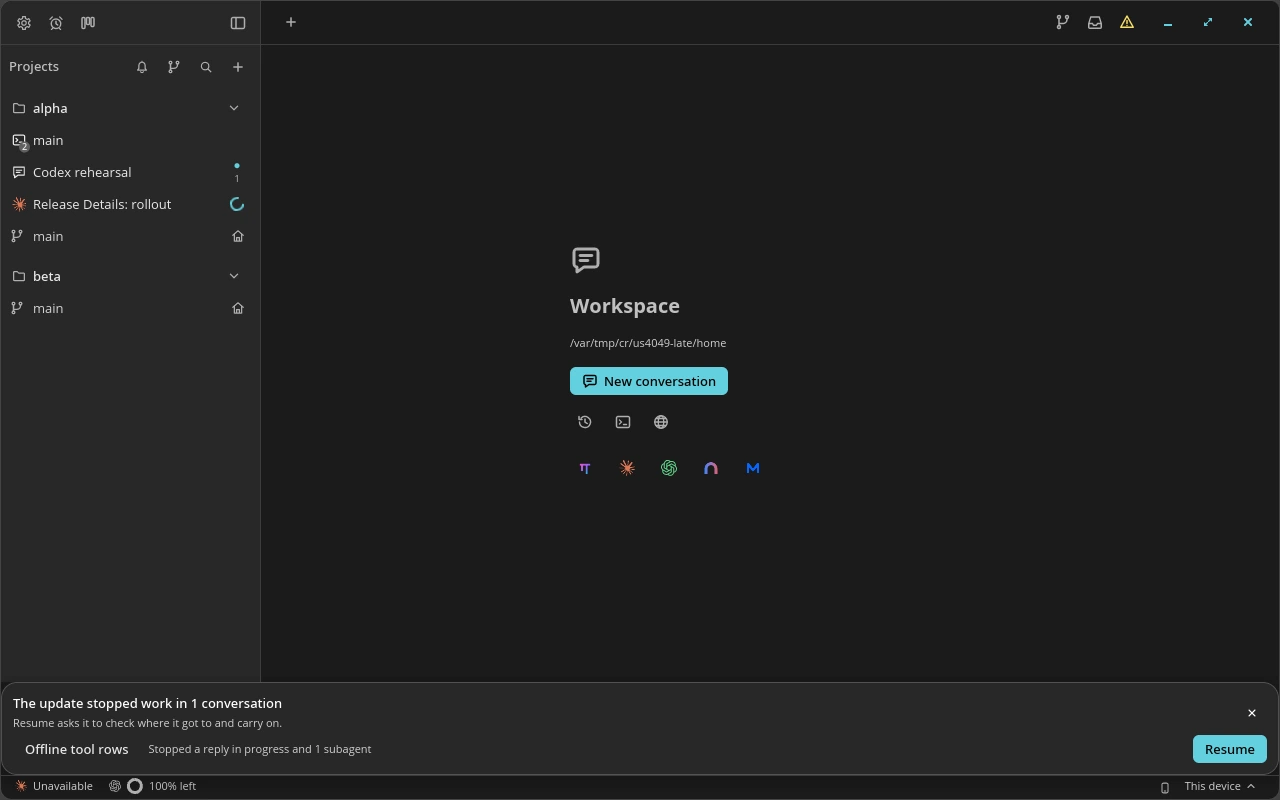 Projects
alpha
main
2
Codex rehearsal
1
Release Details: rollout
main
beta
main
Workspace
/var/tmp/cr/us4049-late/home
New conversation
The update stopped work in 1 conversation
Resume asks it to check where it got to and carry on.
Offline tool rows Stopped a reply in progress and 1 subagent
Resume
Unavailable 100% left This device